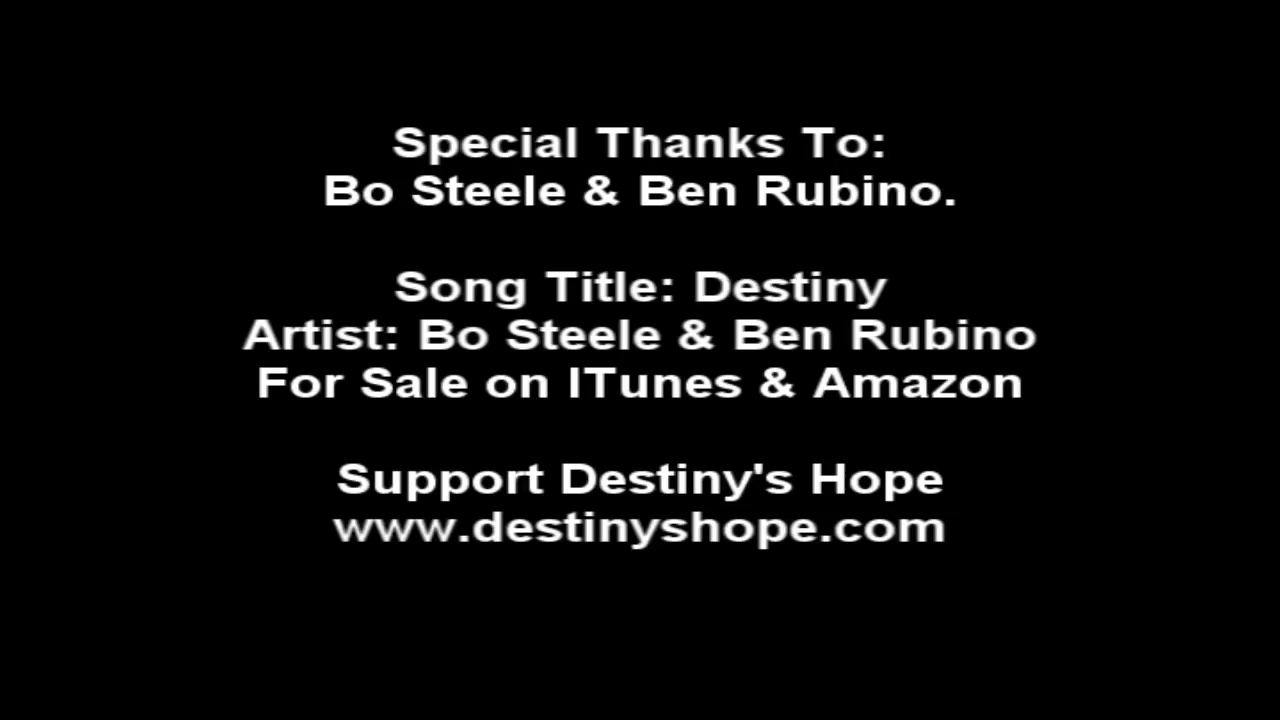 Special Thanks To:
Bo Steele & Ben Rubino.
Song Title: Destiny
Artist: Bo Steele & Ben Rubino
For Sale on ITunes & Amazon
Support Destiny's Hope
www.destinyshope.com